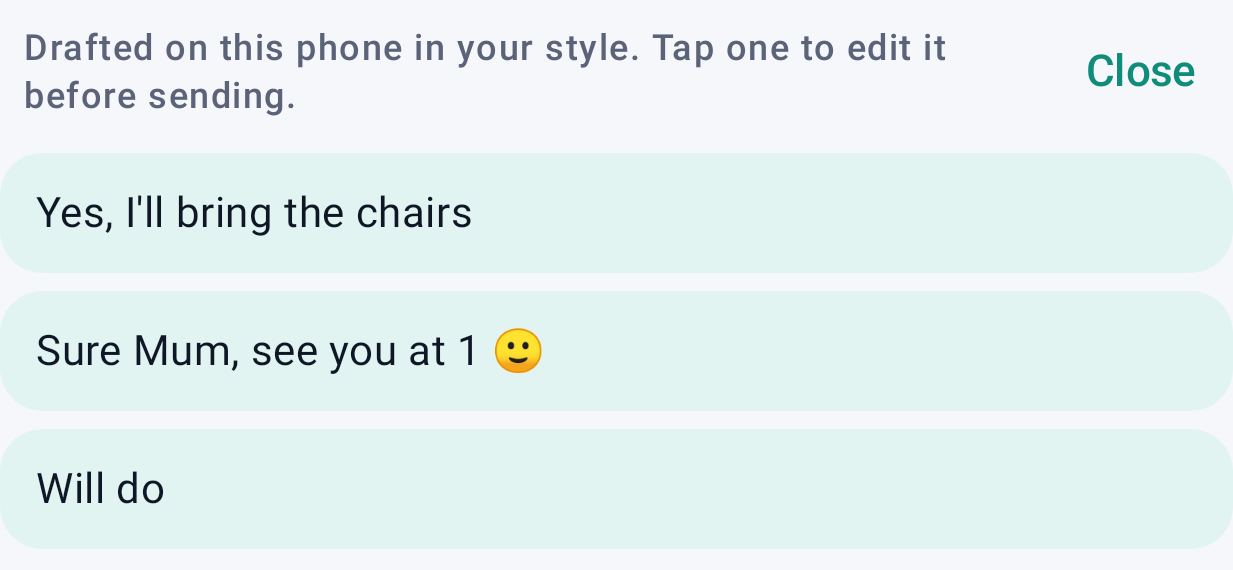 Drafted on this phone in your style. Tap one to edit it
before sending.
Close
Yes, I'll bring the chairs
Sure Mum, see you at 1 🙂
Will do